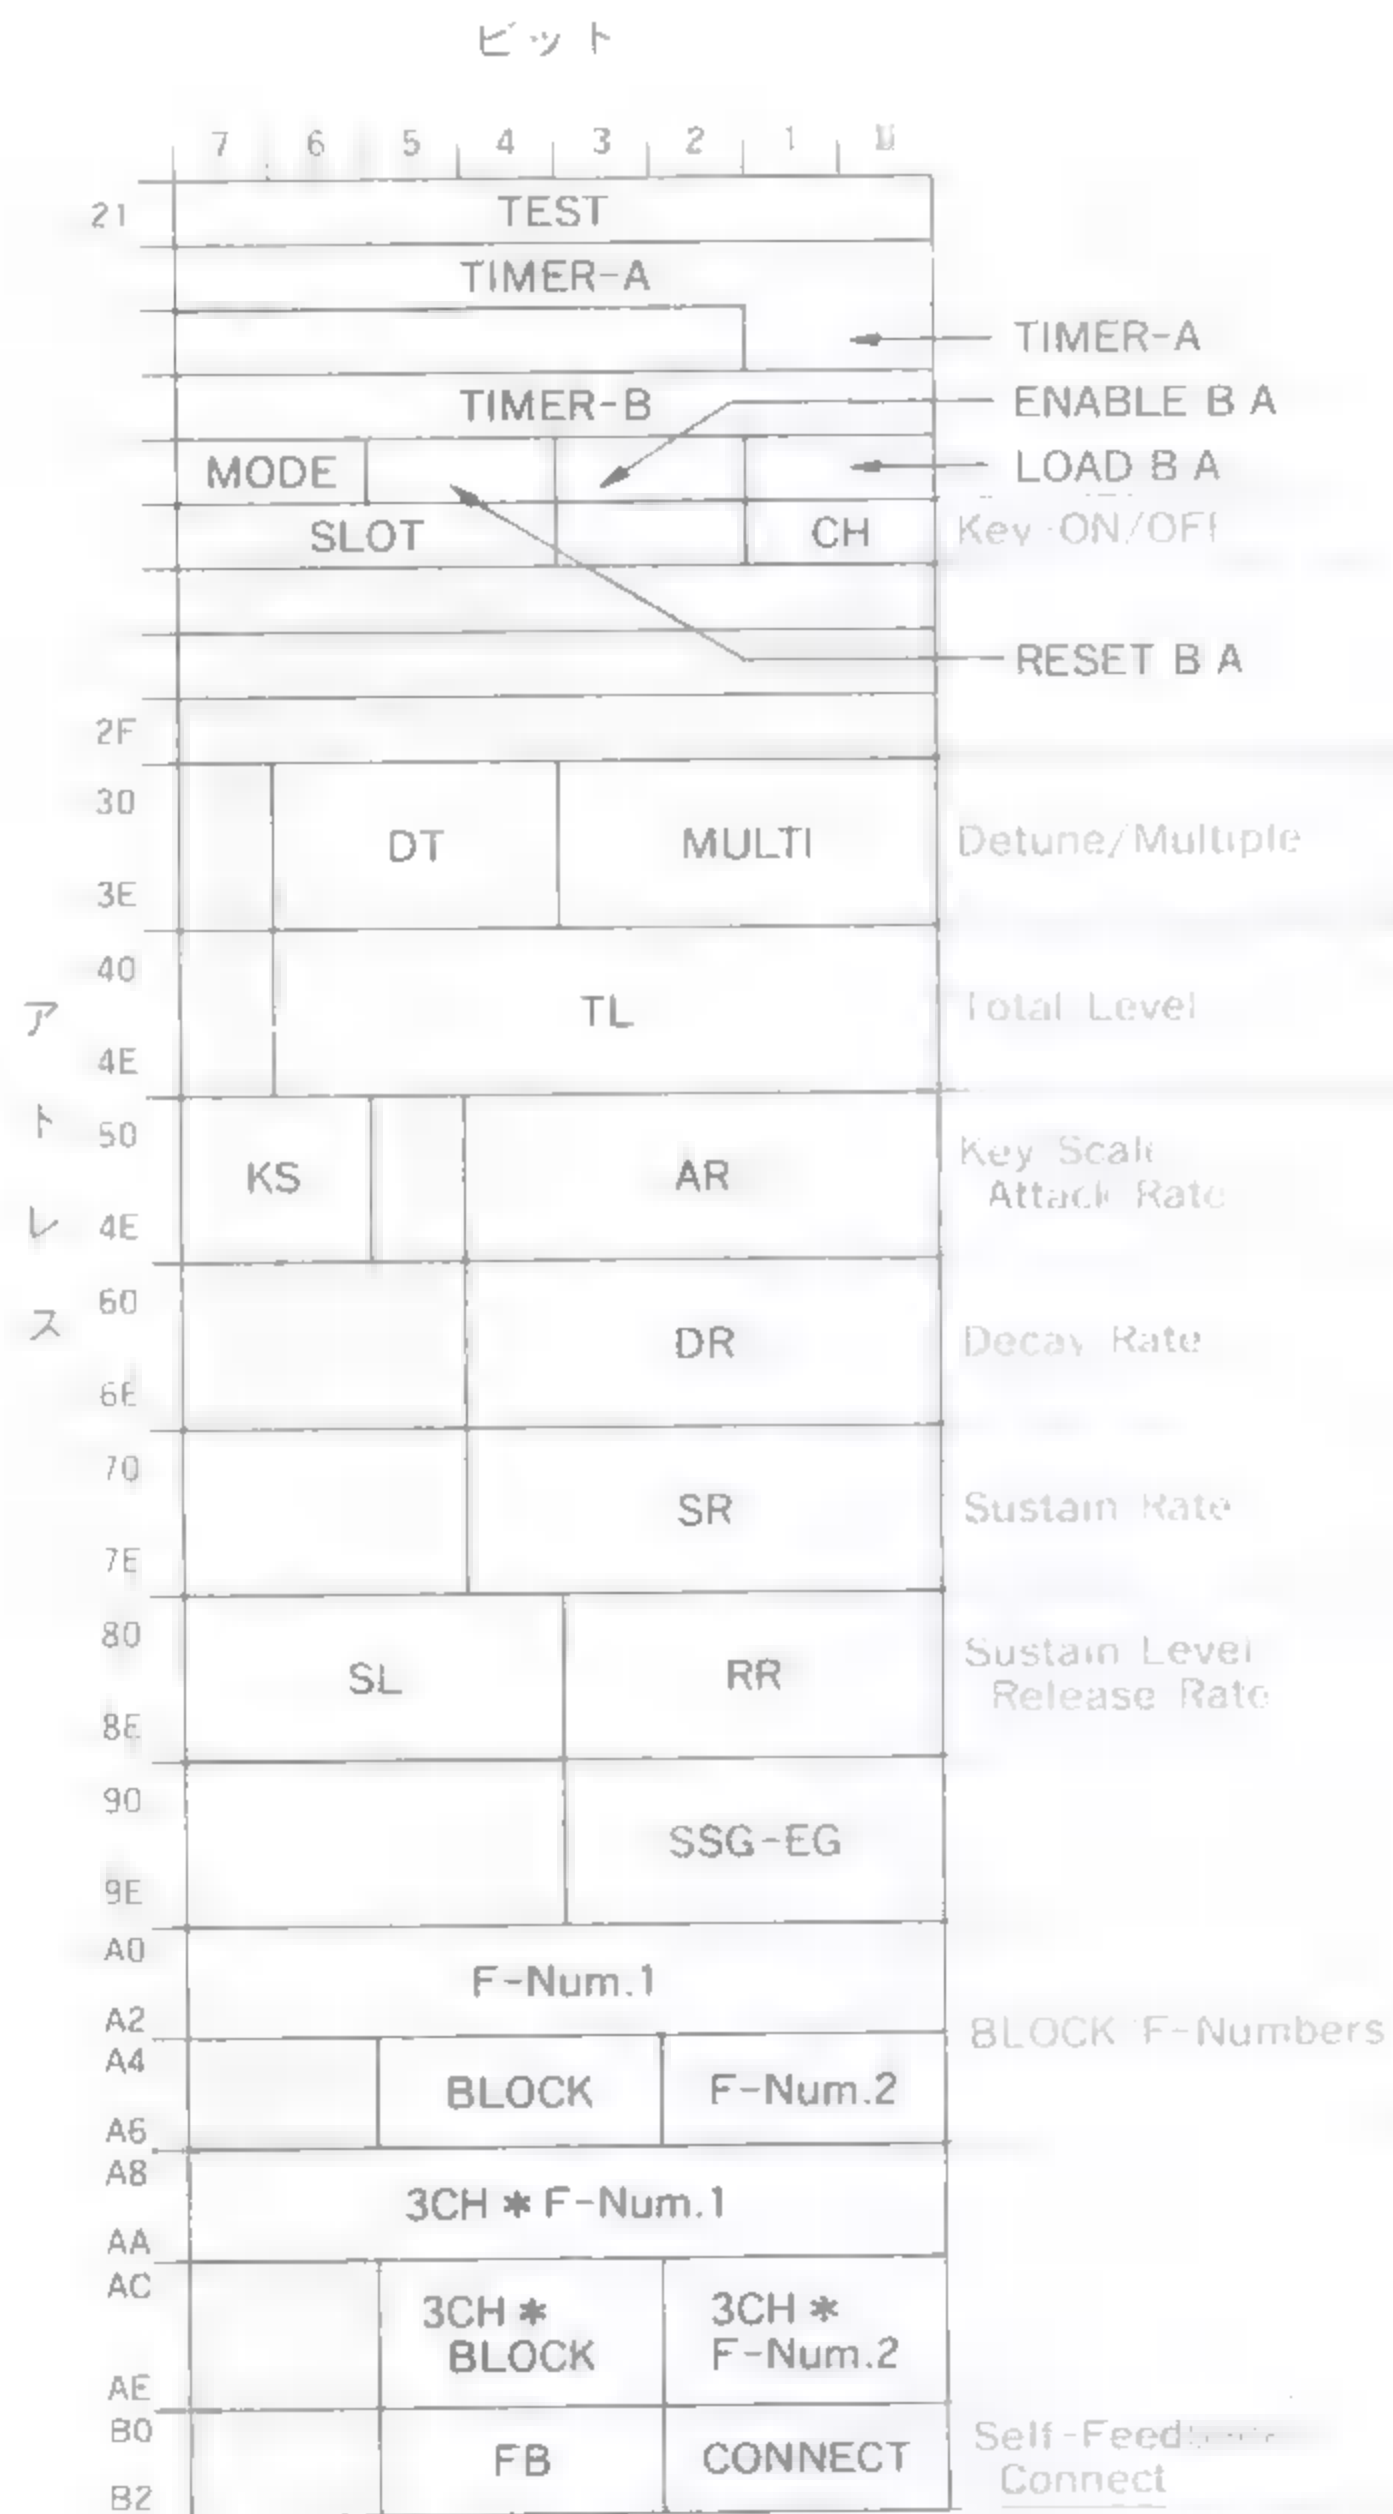 ビット
7 6 5 4 3 2 1 0
21 TEST
TIMER-A
TIMER-A
TIMER-B ENABLE B A
MODE LOAD B A
SLOT CH Key ON/OFF
RESET B A
2F
30
DT MULTI Detune/Multiple
3E
40
TL Total Level
4E
アドレス
50
KS AR Key Scale
Attack Rate
4E
60
DR Decay Rate
6E
70
SR Sustain Rate
7E
80
SL RR Sustain Level
Release Rate
8E
90
SSG-EG
9E
A0
F-Num.1
A2
BLOCK F-Numbers
A4
BLOCK F-Num.2
A6
A8
3CH * F-Num.1
AA
AC
3CH * 3CH *
BLOCK F-Num.2
AE
B0
FB CONNECT Self-
Connect
B2